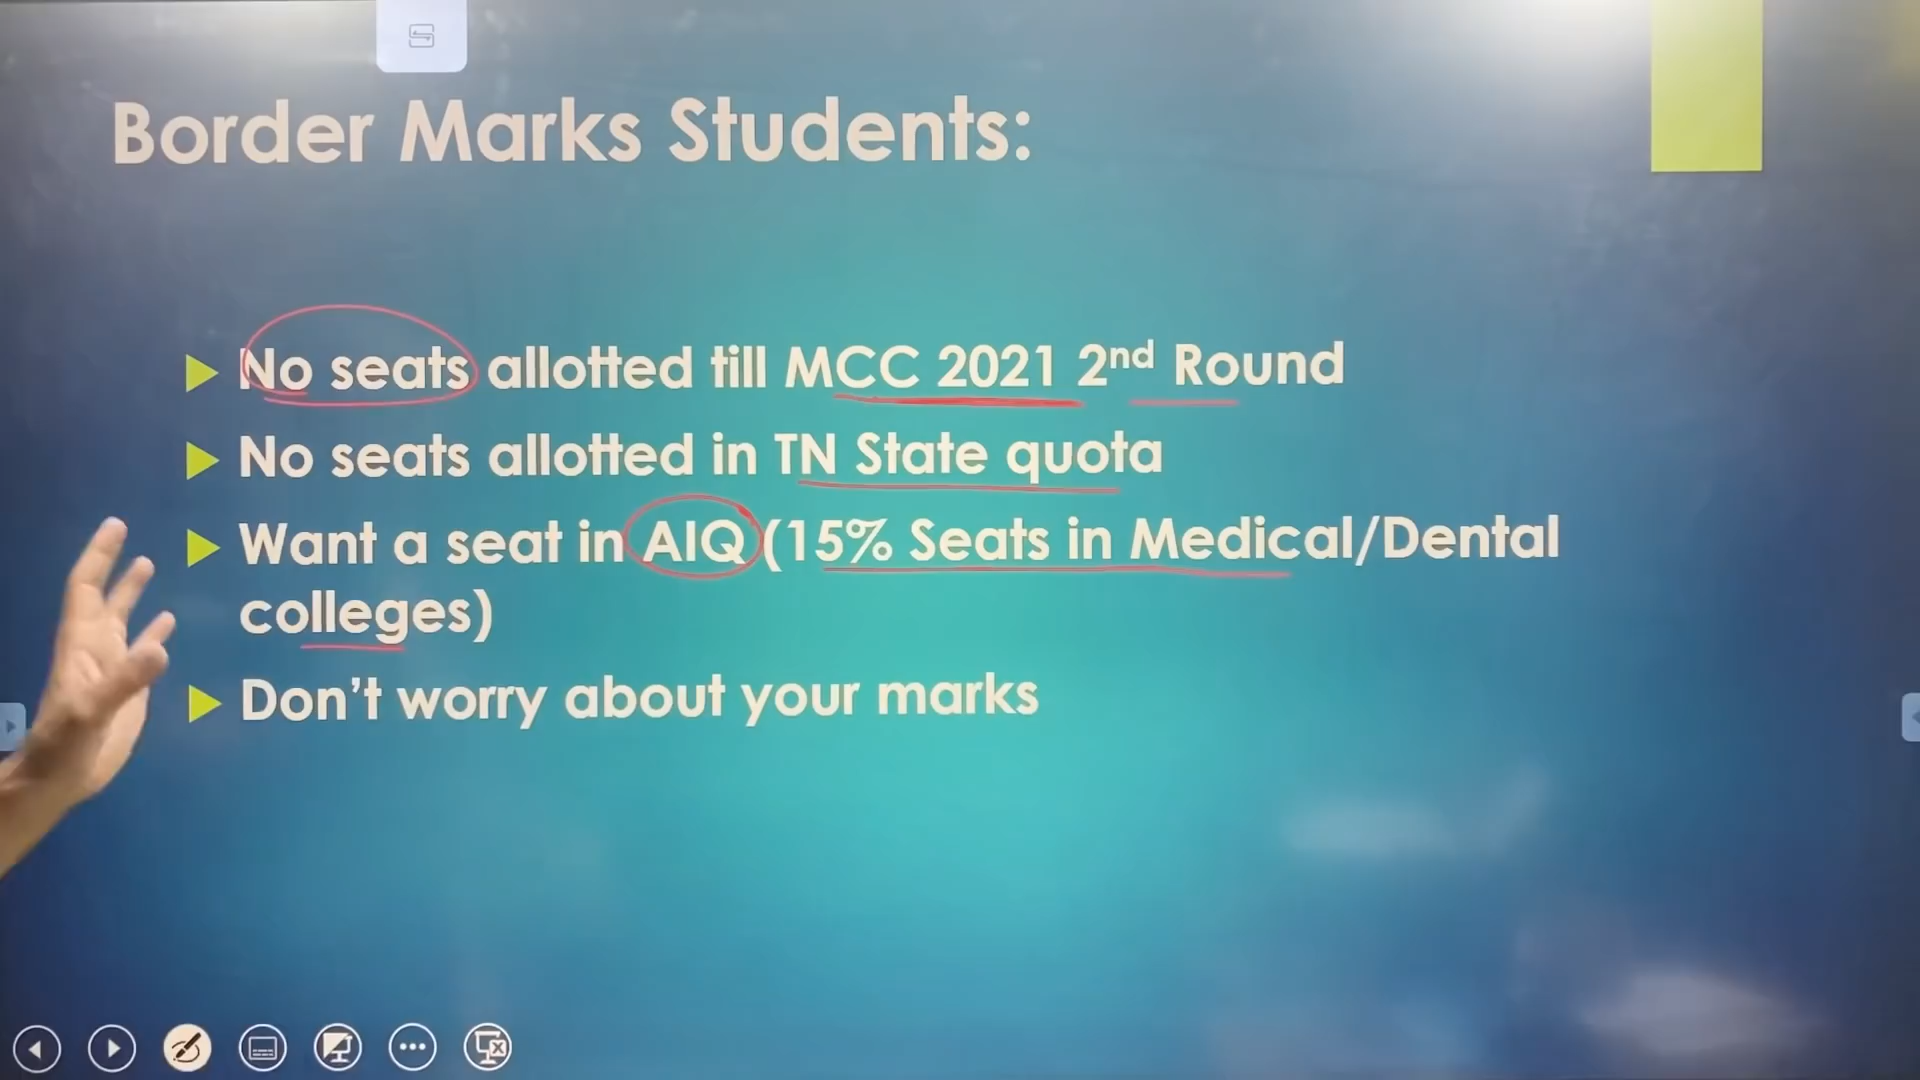 Border Marks Students:
No seats allotted till MCC 2021 2nd Round
No seats allotted in TN State quota
Want a seat in AIQ (15% Seats in Medical/Dental
colleges)
Don't worry about your marks